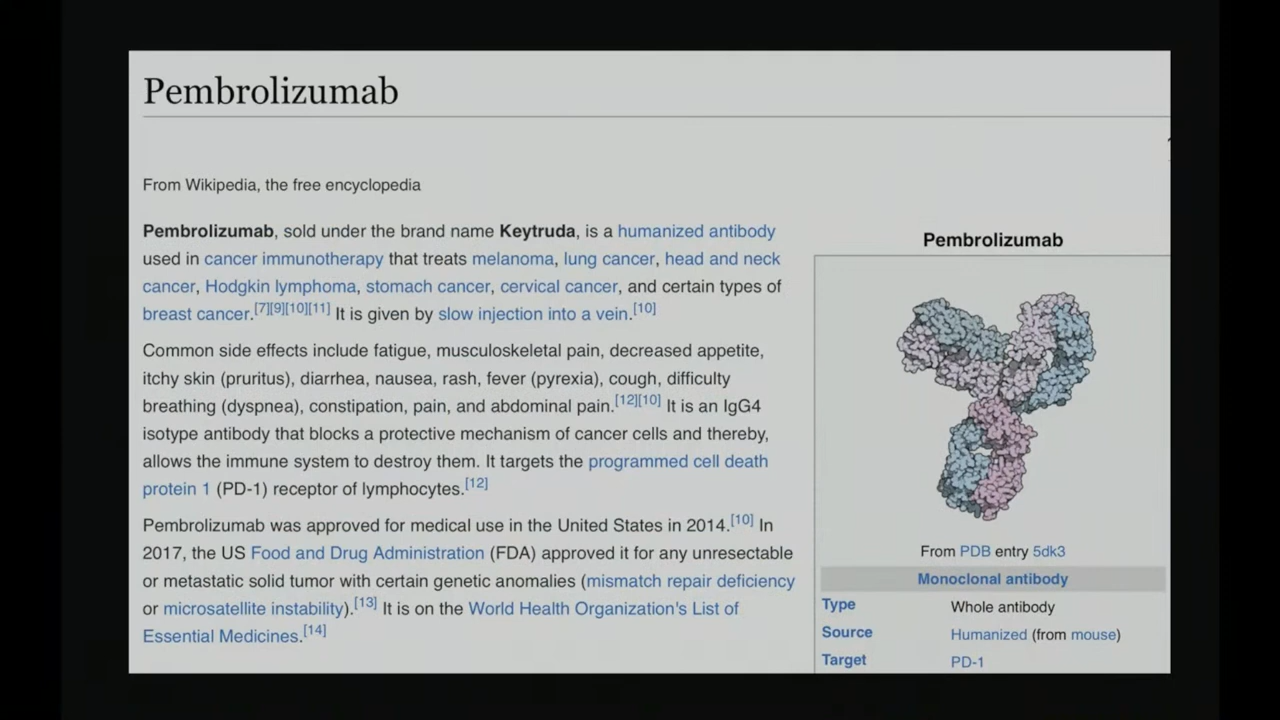 Pembrolizumab
From Wikipedia, the free encyclopedia
Pembrolizumab, sold under the brand name Keytruda, is a humanized antibody
used in cancer immunotherapy that treats melanoma, lung cancer, head and neck
cancer, Hodgkin lymphoma, stomach cancer, cervical cancer, and certain types of
breast cancer.[7][9][10][11] It is given by slow injection into a vein.[10]
Common side effects include fatigue, musculoskeletal pain, decreased appetite,
itchy skin (pruritus), diarrhea, nausea, rash, fever (pyrexia), cough, difficulty
breathing (dyspnea), constipation, pain, and abdominal pain.[12][10] It is an IgG4
isotype antibody that blocks a protective mechanism of cancer cells and thereby,
allows the immune system to destroy them. It targets the programmed cell death
protein 1 (PD-1) receptor of lymphocytes.[12]
Pembrolizumab was approved for medical use in the United States in 2014.[10] In
2017, the US Food and Drug Administration (FDA) approved it for any unresectable
or metastatic solid tumor with certain genetic anomalies (mismatch repair deficiency
or microsatellite instability).[13] It is on the World Health Organization's List of
Essential Medicines.[14]
Pembrolizumab
From PDB entry 5dk3
Monoclonal antibody
Type Whole antibody
Source Humanized (from mouse)
Target PD-1